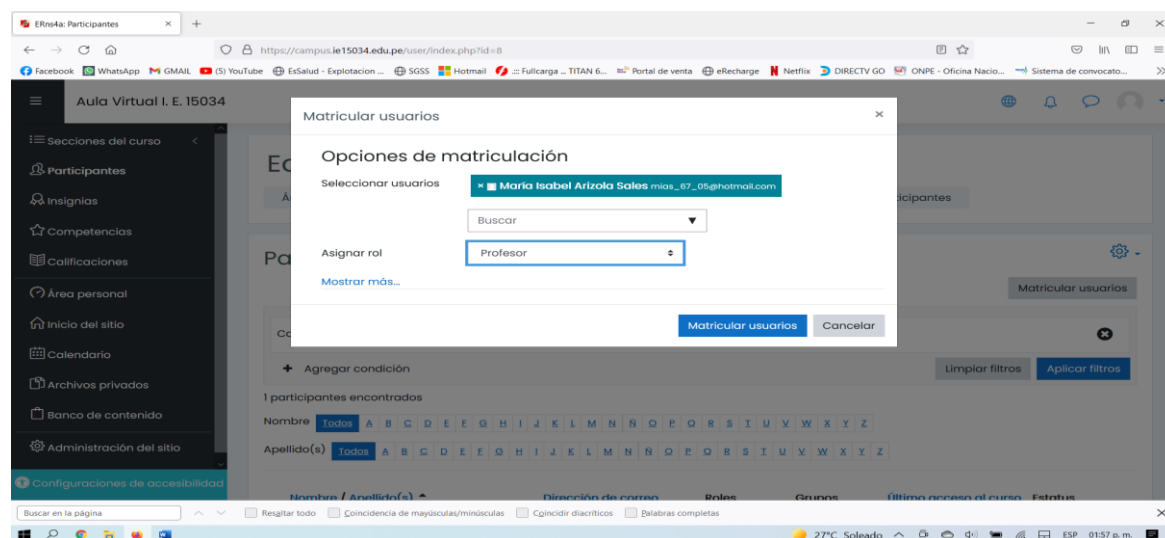 ERns4a: Participantes
https://campus.ie15034.edu.pe/user/index.php?id=8
Facebook WhatsApp GMAIL (5) YouTube EsSalud - Explotacion ... SGSS Hotmail .::: Fullcarga ... TITAN 6... Portal de venta eRecharge Netflix DIRECTV GO ONPE - Oficina Nacio... Sistema de convocato...
Aula Virtual I. E. 15034
Matricular usuarios ×
Opciones de matriculación
Seleccionar usuarios
× María Isabel Arizola Sales mias_67_05@hotmail.com
Buscar ▼
Asignar rol Profesor
Mostrar más...
Matricular usuarios Cancelar
Secciones del curso
Participantes
Insignias
Competencias
Calificaciones
Área personal
Inicio del sitio
Calendario
Archivos privados
Banco de contenido
Administración del sitio
Configuraciones de accesibilidad
Matricular usuarios
Agregar condición
Limpiar filtros Aplicar filtros
1 participantes encontrados
Nombre Todos A B C D E F G H I J K L M N Ñ O P Q R S T U V W X Y Z
Apellido(s) Todos A B C D E F G H I J K L M N Ñ O P Q R S T U V W X Y Z
Nombre / Apellido(s) Dirección de correo Roles Grupos Último acceso al curso Estatus
Buscar en la página Resaltar todo Coincidencia de mayúsculas/minúsculas Coincidir diacríticos Palabras completas
27°C Soleado ESP 01:57 p. m.